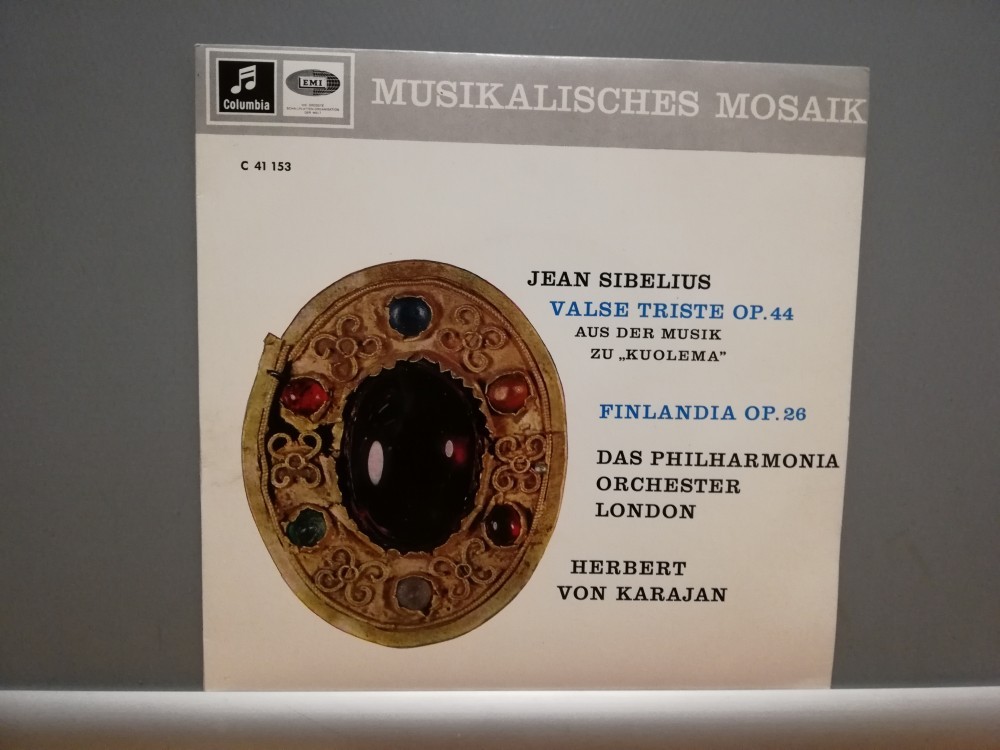 Columbia
EMI
MUSIKALISCHES MOSAIK
C 41 153
JEAN SIBELIUS
VALSE TRISTE OP. 44
AUS DER MUSIK
ZU „KUOLEMA”
FINLANDIA OP. 26
DAS PHILHARMONIA
ORCHESTER
LONDON
HERBERT
VON KARAJAN